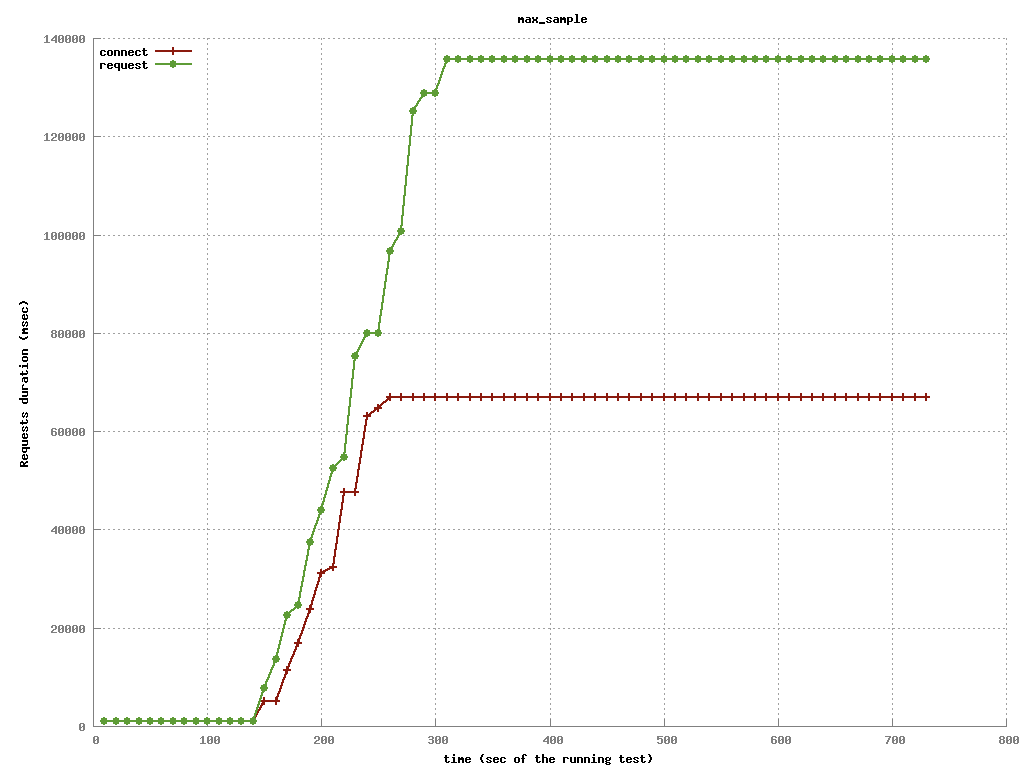 max_sample
connect
request
140000
120000
100000
80000
60000
40000
20000
0
0 100 200 300 400 500 600 700 800
Requests duration (msec)
time (sec of the running test)